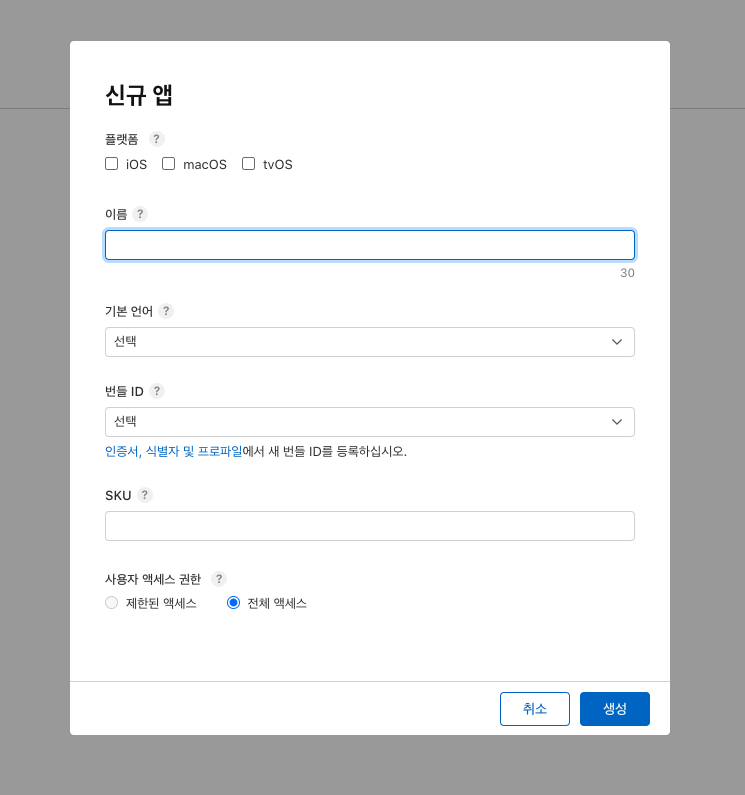 신규 앱
플랫폼 ?
iOS macOS tvOS
이름 ?
30
기본 언어 ?
선택
번들 ID ?
선택
인증서, 식별자 및 프로파일에서 새 번들 ID를 등록하십시오.
SKU ?
사용자 액세스 권한 ?
제한된 액세스 전체 액세스
취소 생성